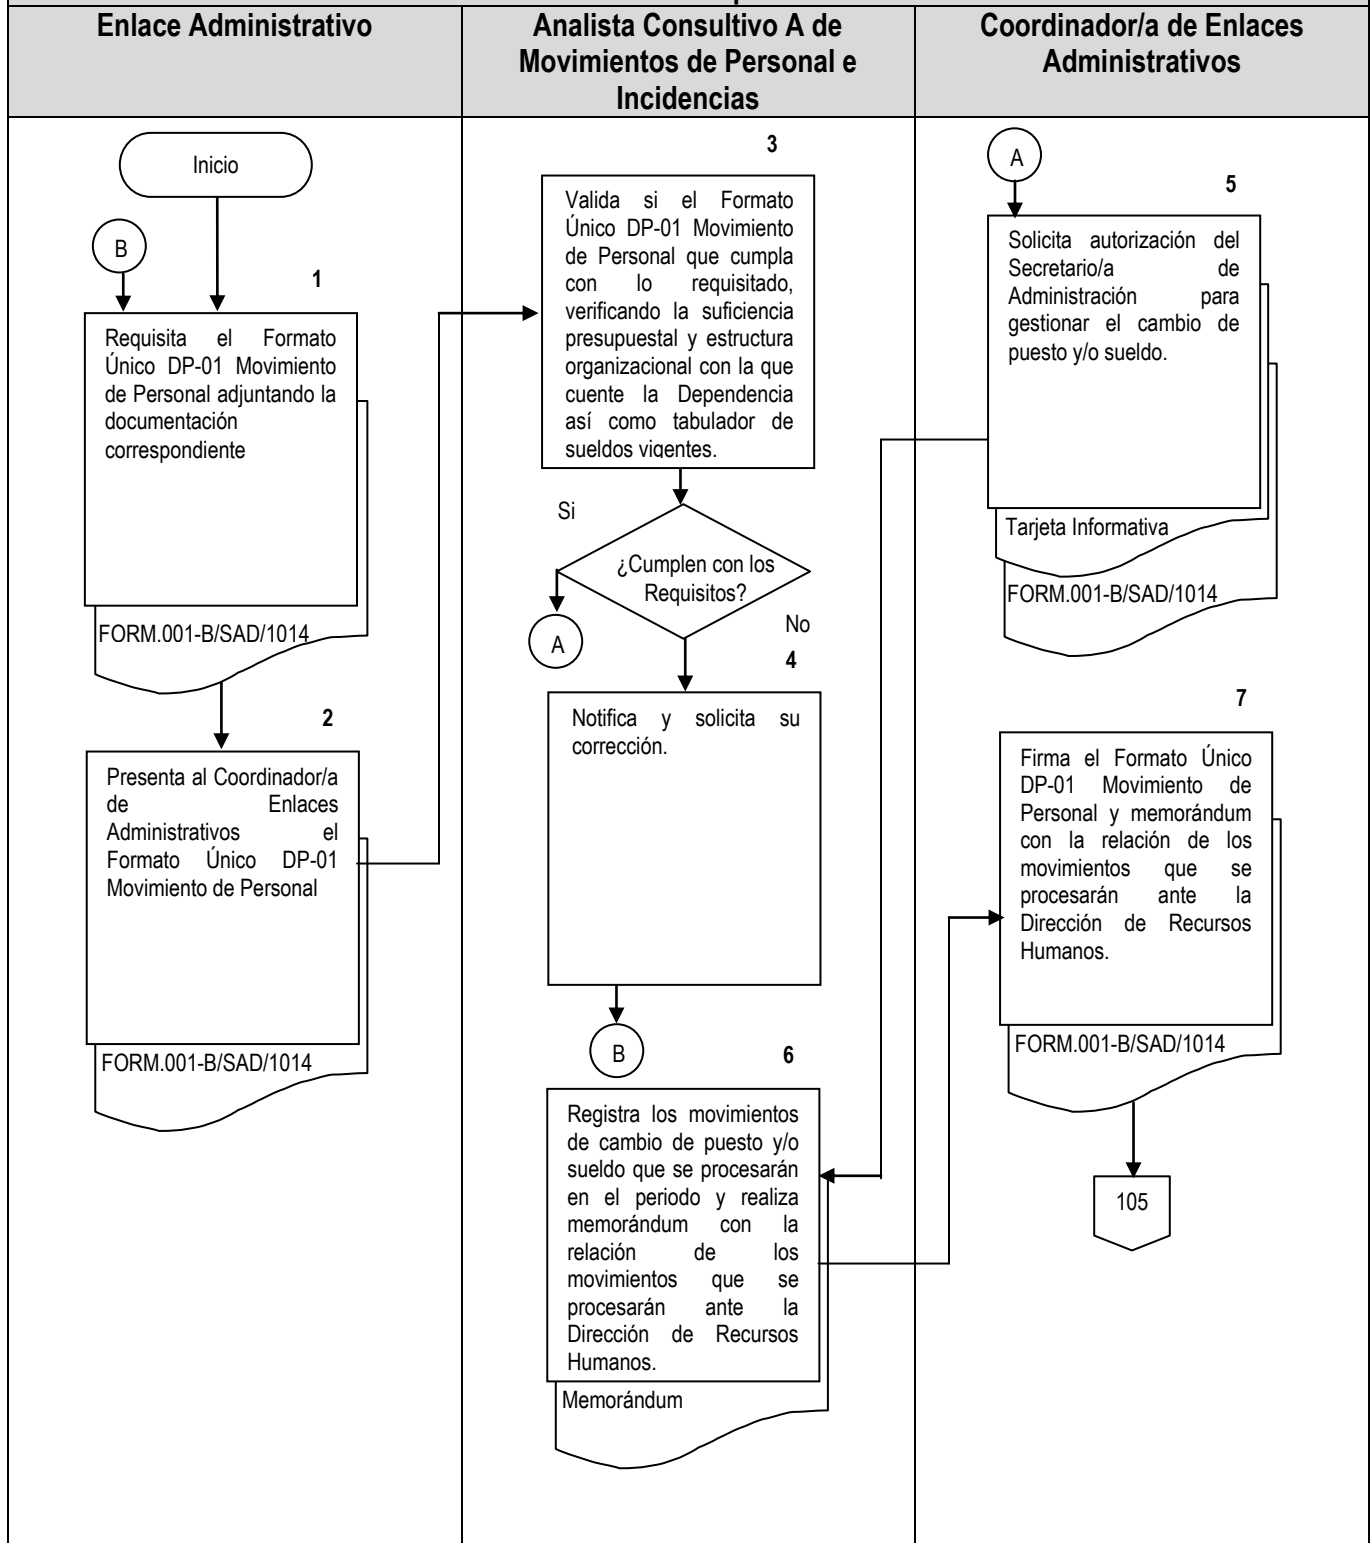 Enlace Administrativo
Analista Consultivo A de
Movimientos de Personal e
Incidencias
Coordinador/a de Enlaces
Administrativos
Inicio
B
1
Requisita el Formato
Único DP-01 Movimiento
de Personal adjuntando la
documentación
correspondiente
FORM.001-B/SAD/1014
2
Presenta al Coordinador/a
de Enlaces
Administrativos el
Formato Único DP-01
Movimiento de Personal
FORM.001-B/SAD/1014
3
Valida si el Formato
Único DP-01 Movimiento
de Personal que cumpla
con lo requisitado,
verificando la suficiencia
presupuestal y estructura
organizacional con la que
cuente la Dependencia
así como tabulador de
sueldos vigentes.
Si
¿Cumplen con los
Requisitos?
A
No
4
Notifica y solicita su
corrección.
B
6
Registra los movimientos
de cambio de puesto y/o
sueldo que se procesarán
en el periodo y realiza
memorándum con la
relación de los
movimientos que se
procesarán ante la
Dirección de Recursos
Humanos.
Memorándum
A
5
Solicita autorización del
Secretario/a de
Administración para
gestionar el cambio de
puesto y/o sueldo.
Tarjeta Informativa
FORM.001-B/SAD/1014
7
Firma el Formato Único
DP-01 Movimiento de
Personal y memorándum
con la relación de los
movimientos que se
procesarán ante la
Dirección de Recursos
Humanos.
FORM.001-B/SAD/1014
105